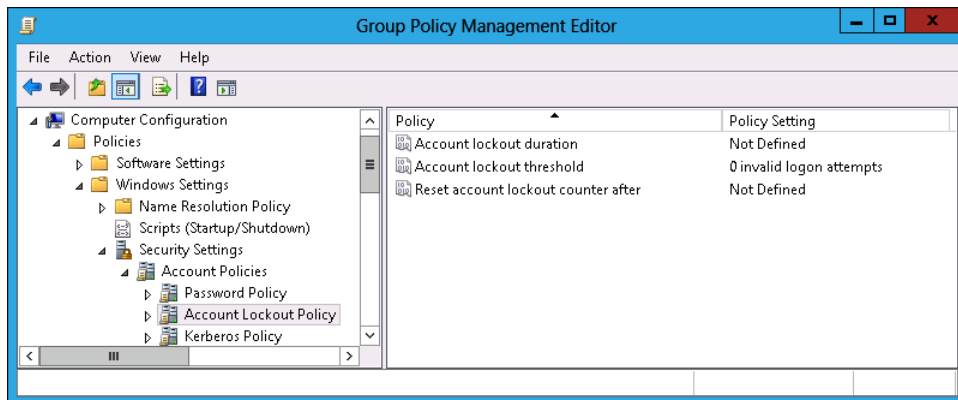 Group Policy Management Editor
File Action View Help
Computer Configuration
Policies
Software Settings
Windows Settings
Name Resolution Policy
Scripts (Startup/Shutdown)
Security Settings
Account Policies
Password Policy
Account Lockout Policy
Kerberos Policy
Policy Policy Setting
Account lockout duration Not Defined
Account lockout threshold 0 invalid logon attempts
Reset account lockout counter after Not Defined